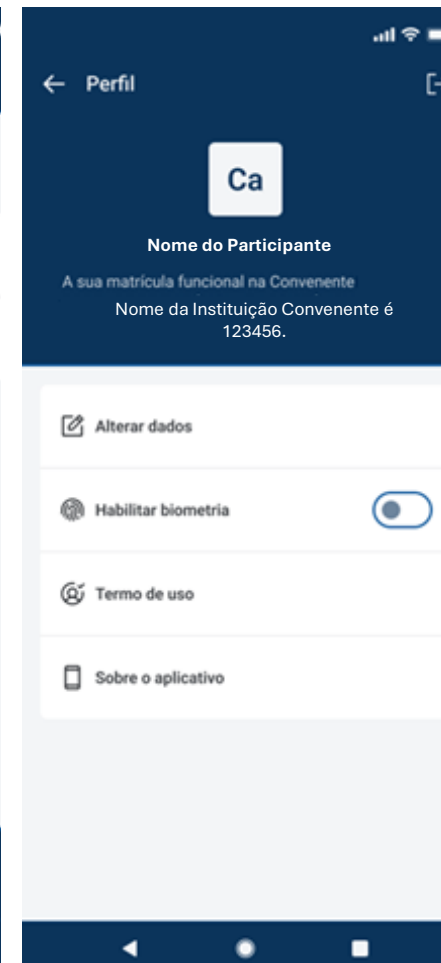 Perfil
Ca
Nome do Participante
A sua matrícula funcional na Convenente
Nome da Instituição Convenente é
123456.
Alterar dados
Habilitar biometria
Termo de uso
Sobre o aplicativo